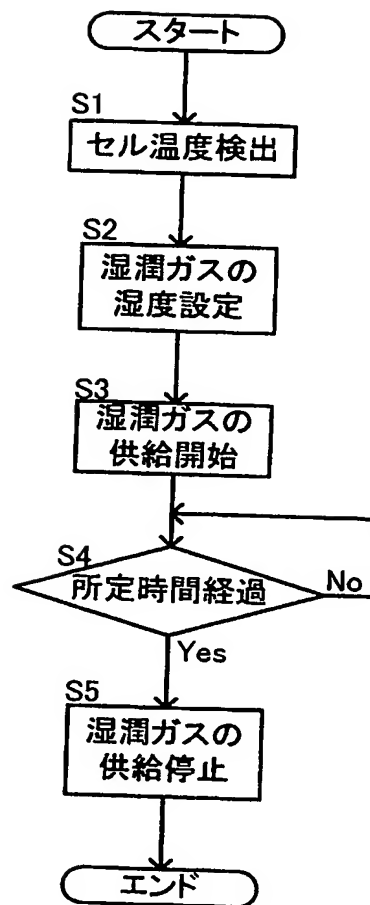 スタート
S1
セル温度検出
S2
湿潤ガスの
湿度設定
S3
湿潤ガスの
供給開始
S4
所定時間経過
No
Yes
S5
湿潤ガスの
供給停止
エンド